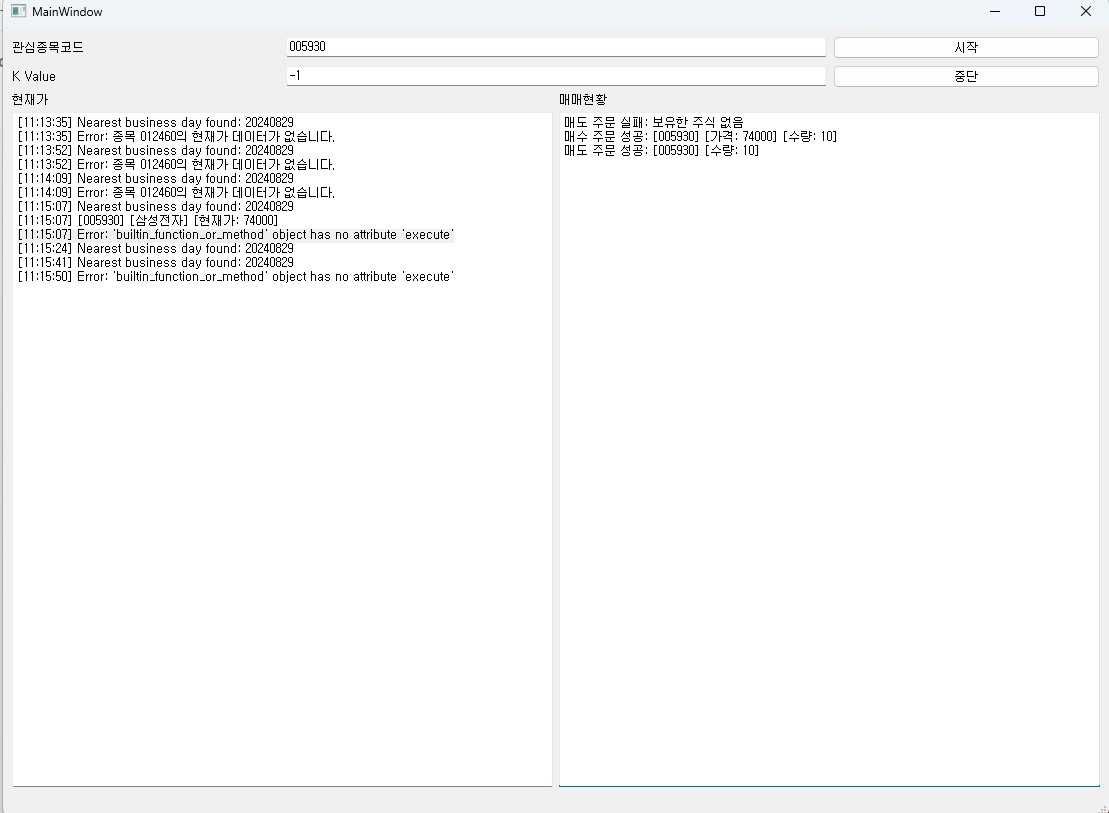 MainWindow
관심종목코드
005930
시작
K Value
-1
중단
현재가
매매현황
[11:13:35] Nearest business day found: 20240829
[11:13:35] Error: 종목 012460의 현재가 데이터가 없습니다.
[11:13:52] Nearest business day found: 20240829
[11:13:52] Error: 종목 012460의 현재가 데이터가 없습니다.
[11:14:09] Nearest business day found: 20240829
[11:14:09] Error: 종목 012460의 현재가 데이터가 없습니다.
[11:15:07] Nearest business day found: 20240829
[11:15:07] [005930] [삼성전자] [현재가: 74000]
[11:15:07] Error: 'builtin_function_or_method' object has no attribute 'execute'
[11:15:24] Nearest business day found: 20240829
[11:15:41] Nearest business day found: 20240829
[11:15:50] Error: 'builtin_function_or_method' object has no attribute 'execute'
매도 주문 실패: 보유한 주식 없음
매수 주문 성공: [005930] [가격: 74000] [수량: 10]
매도 주문 성공: [005930] [수량: 10]